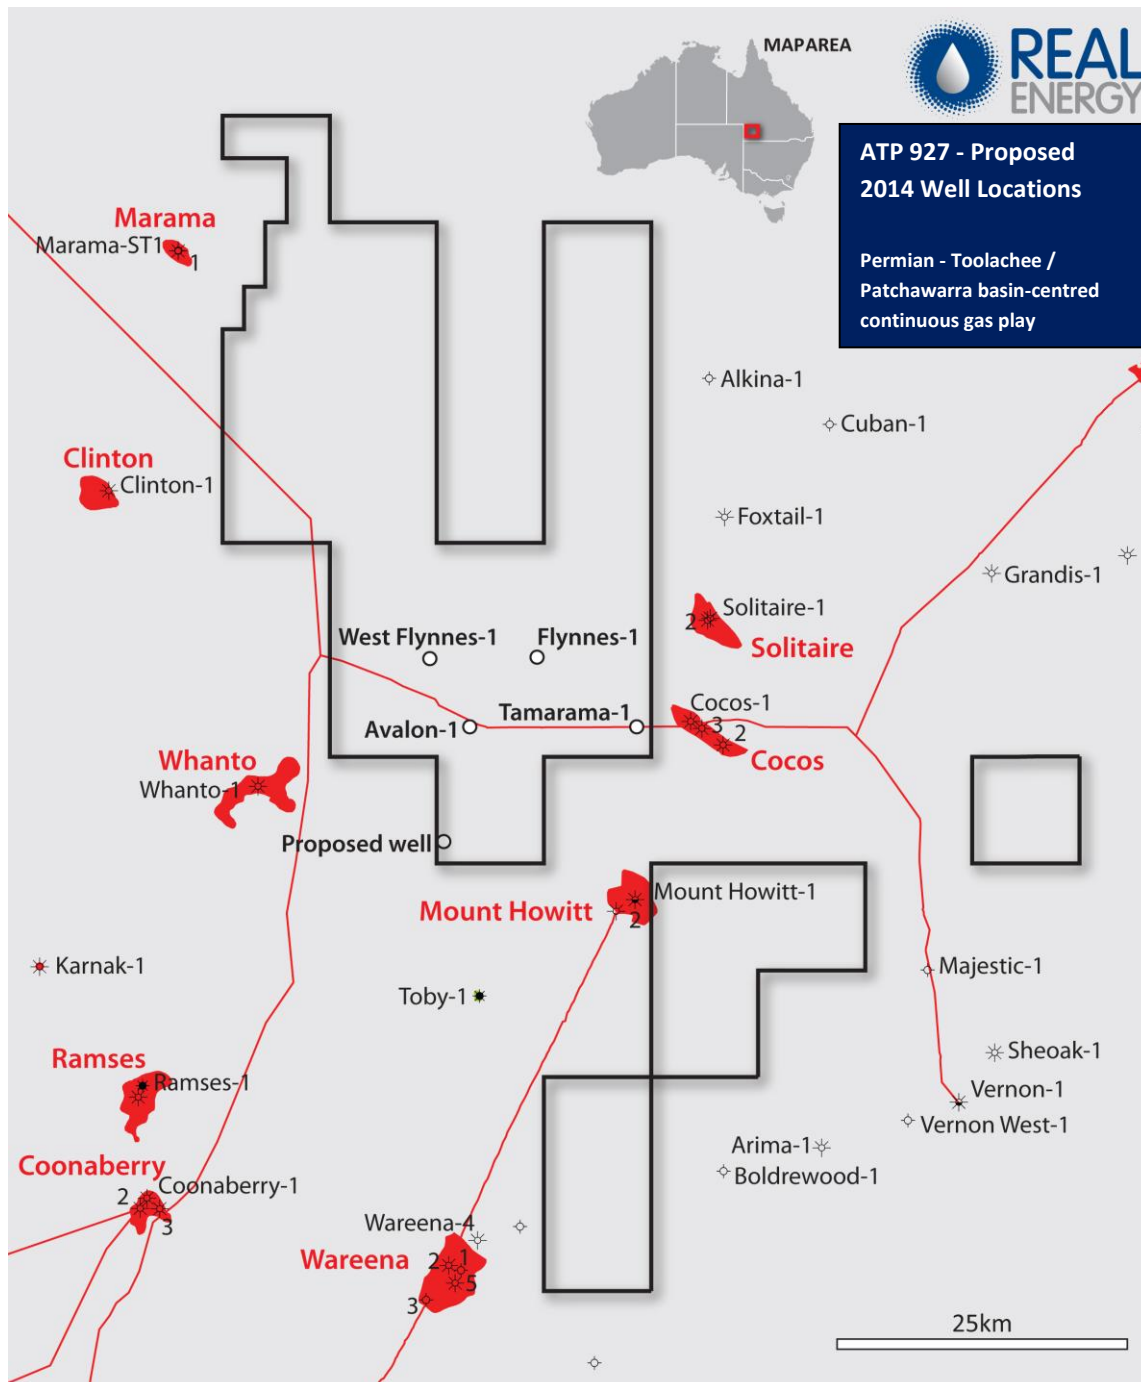 MAPAREA
REAL
ENERGY
ATP 927 - Proposed
2014 Well Locations
Permian - Toolachee /
Patchawarra basin-centred
continuous gas play
Marama
Marama-ST1
1
Alkina-1
Cuban-1
Clinton
Clinton-1
Foxtail-1
Grandis-1
Solitaire-1
2
Solitaire
West Flynnes-1
Flynnes-1
Cocos-1
Avalon-1
Tamarama-1
3
2
Cocos
Whanto
Whanto-1
Proposed well
Mount Howitt-1
Mount Howitt
2
Karnak-1
Majestic-1
Toby-1
Ramses
Ramses-1
Sheoak-1
Vernon-1
Vernon West-1
Arima-1
Boldrewood-1
Coonaberry
Coonaberry-1
2
3
Wareena-4
Wareena
2
1
5
3
25km